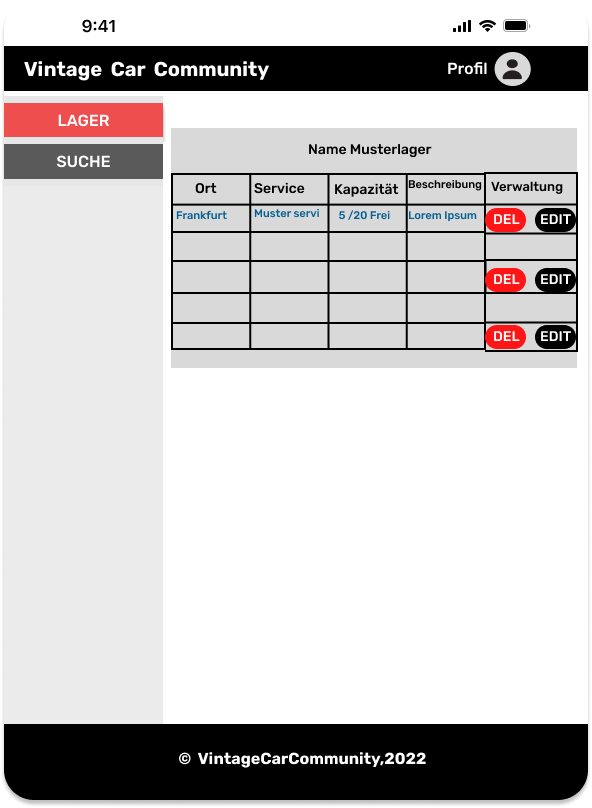 9:41
Vintage Car Community
Profil
LAGER
SUCHE
Name Musterlager
Ort Service Kapazität Beschreibung Verwaltung
Frankfurt Muster servi 5 /20 Frei Lorem Ipsum DEL EDIT
DEL EDIT
DEL EDIT
© VintageCarCommunity,2022